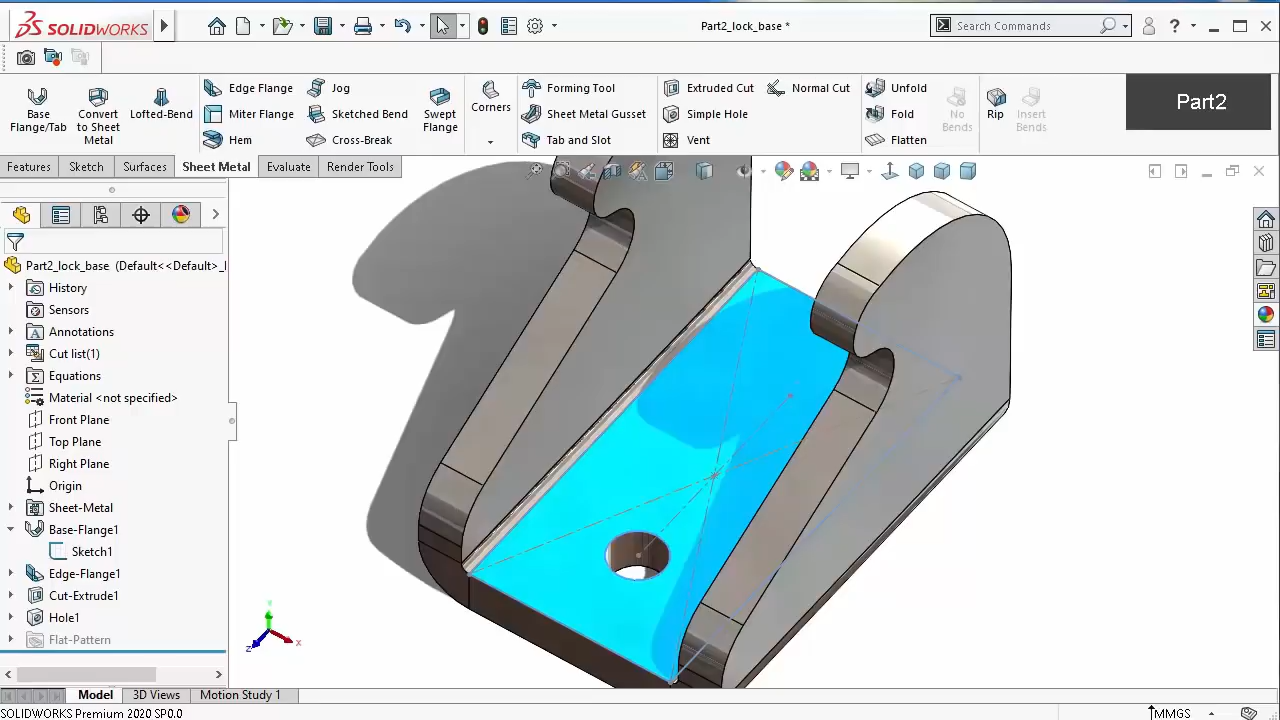 SOLIDWORKS
Part2_lock_base *
Search Commands
?
Base Flange/Tab
Convert to Sheet Metal
Lofted-Bend
Edge Flange
Miter Flange
Hem
Jog
Sketched Bend
Cross-Break
Swept Flange
Corners
Forming Tool
Sheet Metal Gusset
Tab and Slot
Extruded Cut
Simple Hole
Vent
Normal Cut
Unfold
Fold
Flatten
No Bends
Rip
Insert Bends
Part2
Features
Sketch
Surfaces
Sheet Metal
Evaluate
Render Tools
Part2_lock_base (Default<<Default>_
History
Sensors
Annotations
Cut list(1)
Equations
Material <not specified>
Front Plane
Top Plane
Right Plane
Origin
Sheet-Metal
Base-Flange1
Sketch1
Edge-Flange1
Cut-Extrude1
Hole1
Flat-Pattern
Y
X
Z
Model
3D Views
Motion Study 1
SOLIDWORKS Premium 2020 SP0.0
MMGS